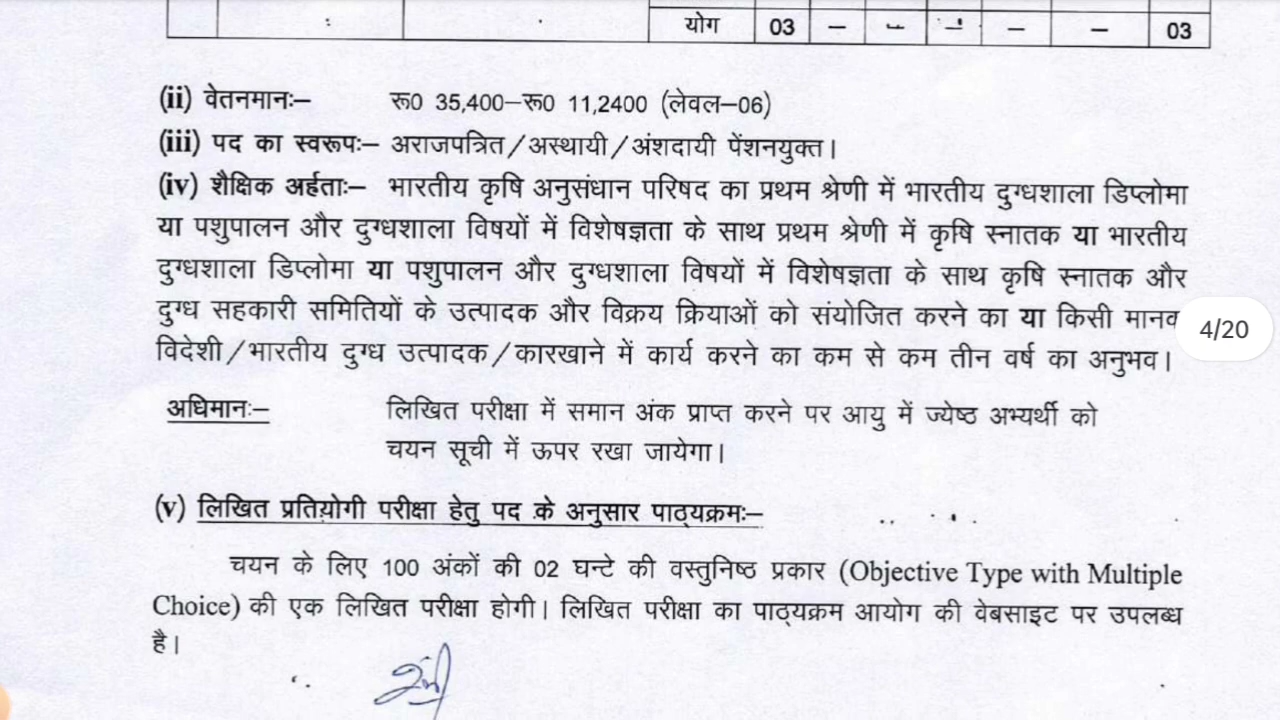 योग 03 – – – – – 03
(ii) वेतनमानः– रू0 35,400–रू0 11,2400 (लेवल–06)
(iii) पद का स्वरूपः– अराजपत्रित/अस्थायी/अंशदायी पेंशनयुक्त।
(iv) शैक्षिक अर्हताः– भारतीय कृषि अनुसंधान परिषद का प्रथम श्रेणी में भारतीय दुग्धशाला डिप्लोमा
या पशुपालन और दुग्धशाला विषयों में विशेषज्ञता के साथ प्रथम श्रेणी में कृषि स्नातक या भारतीय
दुग्धशाला डिप्लोमा या पशुपालन और दुग्धशाला विषयों में विशेषज्ञता के साथ कृषि स्नातक और
दुग्ध सहकारी समितियों के उत्पादक और विक्रय क्रियाओं को संयोजित करने का या किसी मानक
विदेशी/भारतीय दुग्ध उत्पादक/कारखाने में कार्य करने का कम से कम तीन वर्ष का अनुभव।
4/20
अधिमानः– लिखित परीक्षा में समान अंक प्राप्त करने पर आयु में ज्येष्ठ अभ्यर्थी को
चयन सूची में ऊपर रखा जायेगा।
(v) लिखित प्रतियोगी परीक्षा हेतु पद के अनुसार पाठ्यक्रमः–
चयन के लिए 100 अंकों की 02 घन्टे की वस्तुनिष्ठ प्रकार (Objective Type with Multiple
Choice) की एक लिखित परीक्षा होगी। लिखित परीक्षा का पाठ्यक्रम आयोग की वेबसाइट पर उपलब्ध
है।